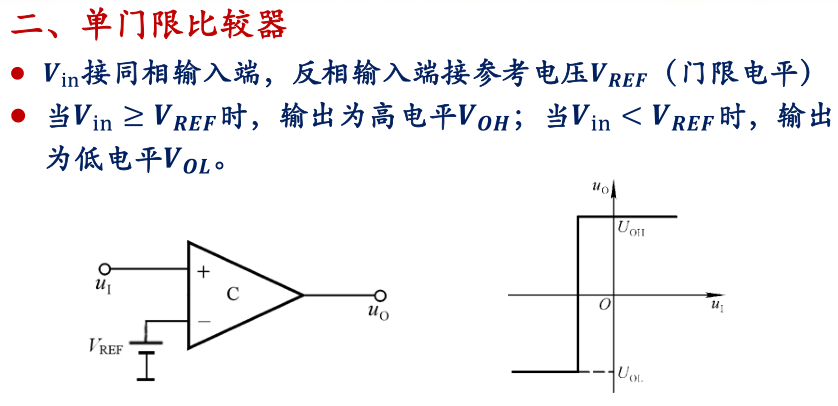 二、单门限比较器
● Vin接同相输入端，反相输入端接参考电压VREF（门限电平）
● 当Vin ≥ VREF时，输出为高电平VOH；当Vin < VREF时，输出
为低电平VOL。
uI
+
−
C
VREF
uO
uO
UOH
O
uI
UOL